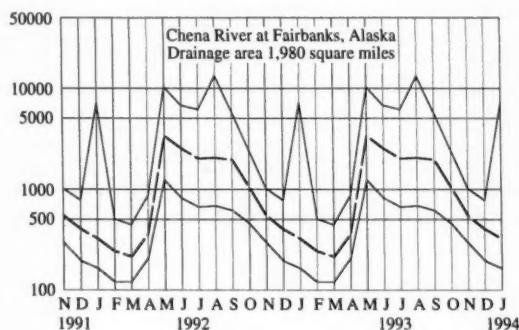 50000
Chena River at Fairbanks, Alaska
Drainage area 1,980 square miles
10000
5000
1000
500
100
N D J F M A M J J A S O N D J F M A M J J A S O N D J
1991 1992 1993 1994